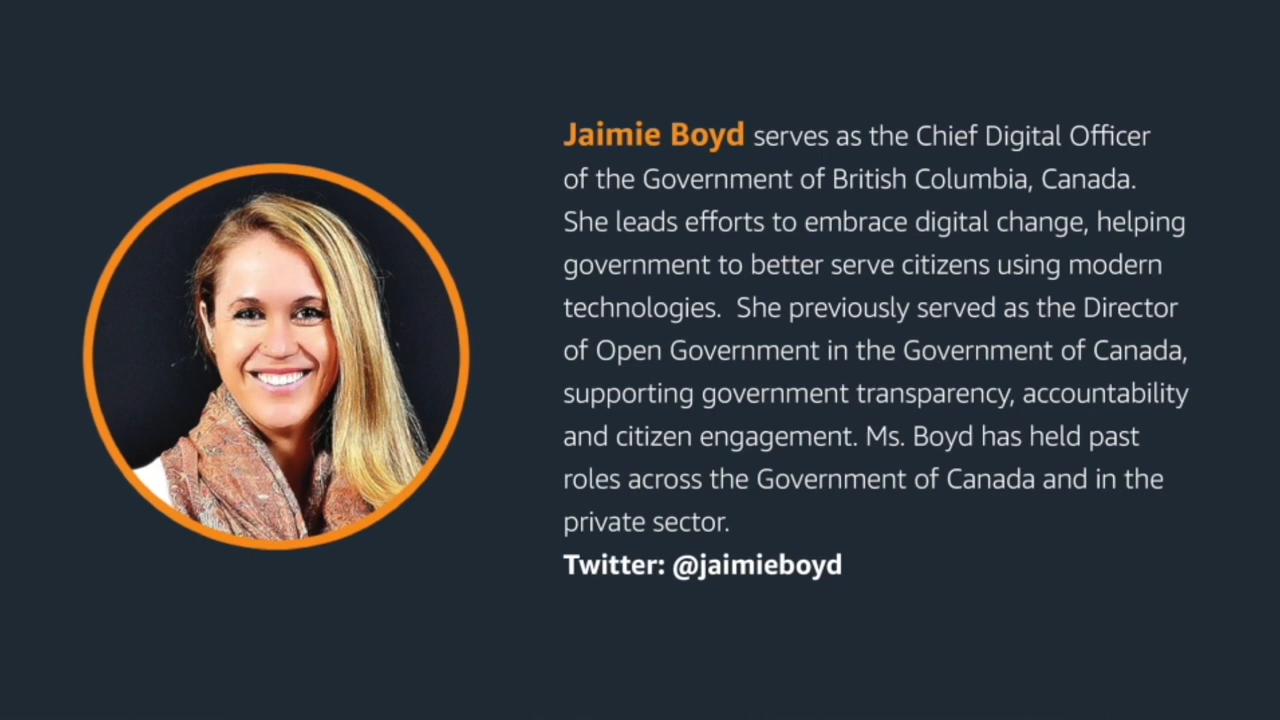 Jaimie Boyd serves as the Chief Digital Officer
of the Government of British Columbia, Canada.
She leads efforts to embrace digital change, helping
government to better serve citizens using modern
technologies.  She previously served as the Director
of Open Government in the Government of Canada,
supporting government transparency, accountability
and citizen engagement. Ms. Boyd has held past
roles across the Government of Canada and in the
private sector.
Twitter: @jaimieboyd